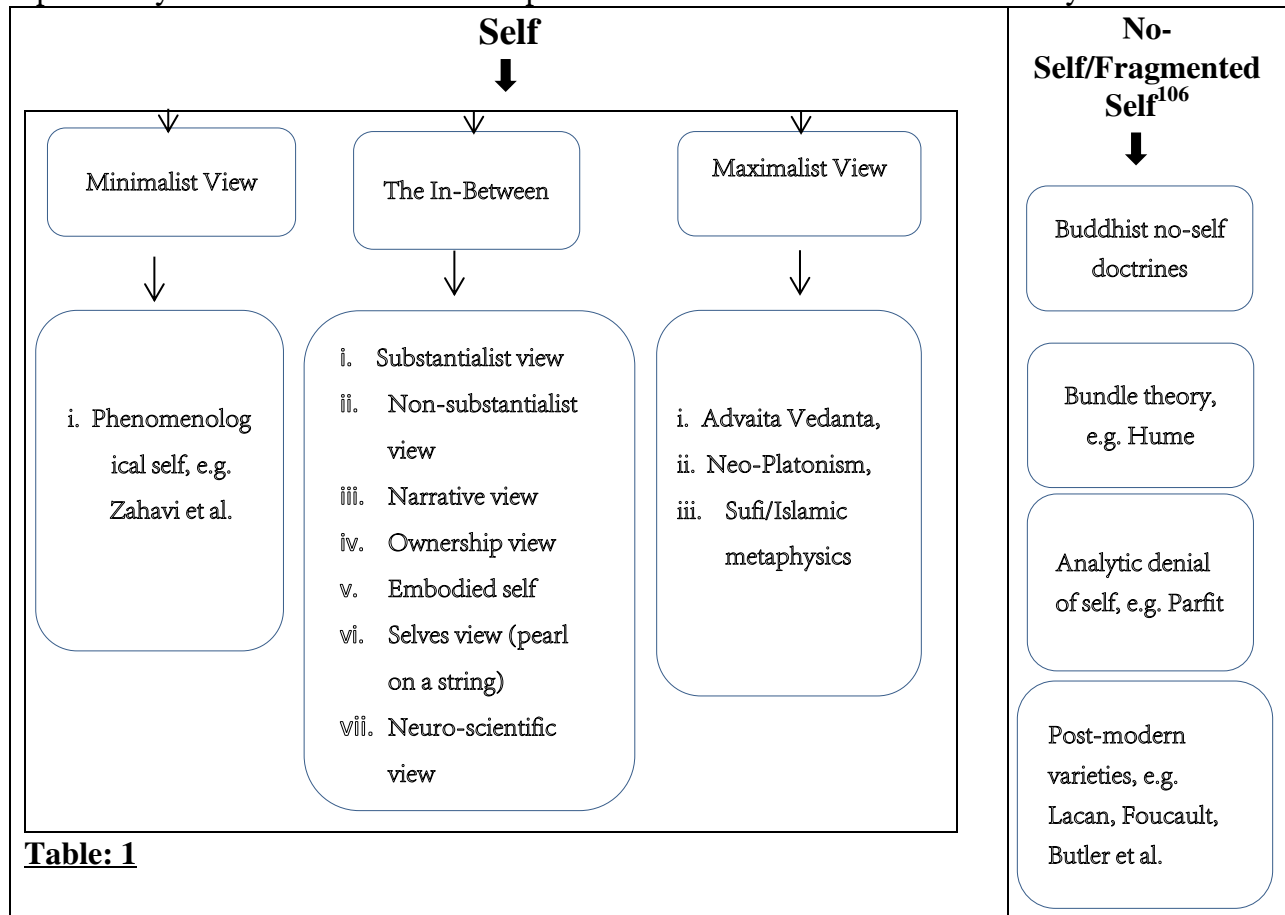 Self
Minimalist View
The In-Between
Maximalist View
i. Phenomenolog
ical self, e.g.
Zahavi et al.
i. Substantialist view
ii. Non-substantialist
view
iii. Narrative view
iv. Ownership view
v. Embodied self
vi. Selves view (pearl
on a string)
vii. Neuro-scientific
view
i. Advaita Vedanta,
ii. Neo-Platonism,
iii. Sufi/Islamic
metaphysics
Table: 1
No-
Self/Fragmented
Self106
Buddhist no-self
doctrines
Bundle theory,
e.g. Hume
Analytic denial
of self, e.g. Parfit
Post-modern
varieties, e.g.
Lacan, Foucault,
Butler et al.